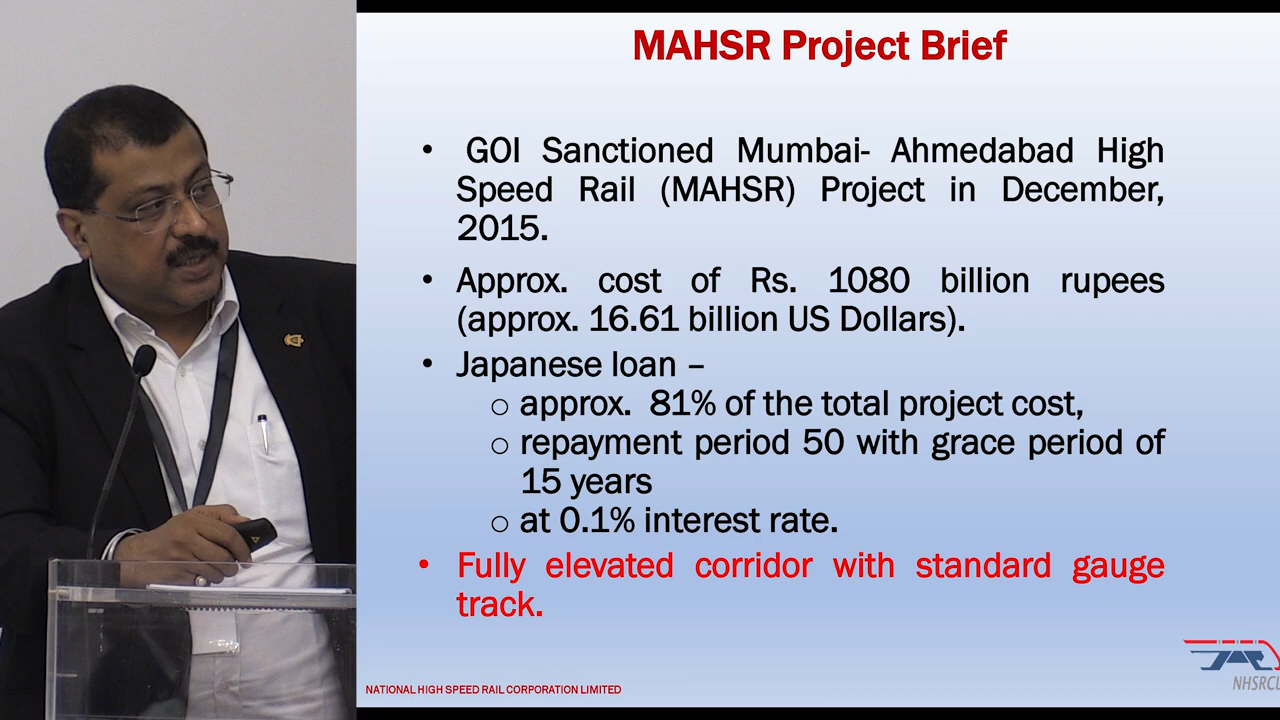 MAHSR Project Brief
• GOI Sanctioned Mumbai- Ahmedabad High
Speed Rail (MAHSR) Project in December,
2015.
• Approx. cost of Rs. 1080 billion rupees
(approx. 16.61 billion US Dollars).
• Japanese loan –
o approx. 81% of the total project cost,
o repayment period 50 with grace period of
15 years
o at 0.1% interest rate.
• Fully elevated corridor with standard gauge
track.
NATIONAL HIGH SPEED RAIL CORPORATION LIMITED
NHSRCL